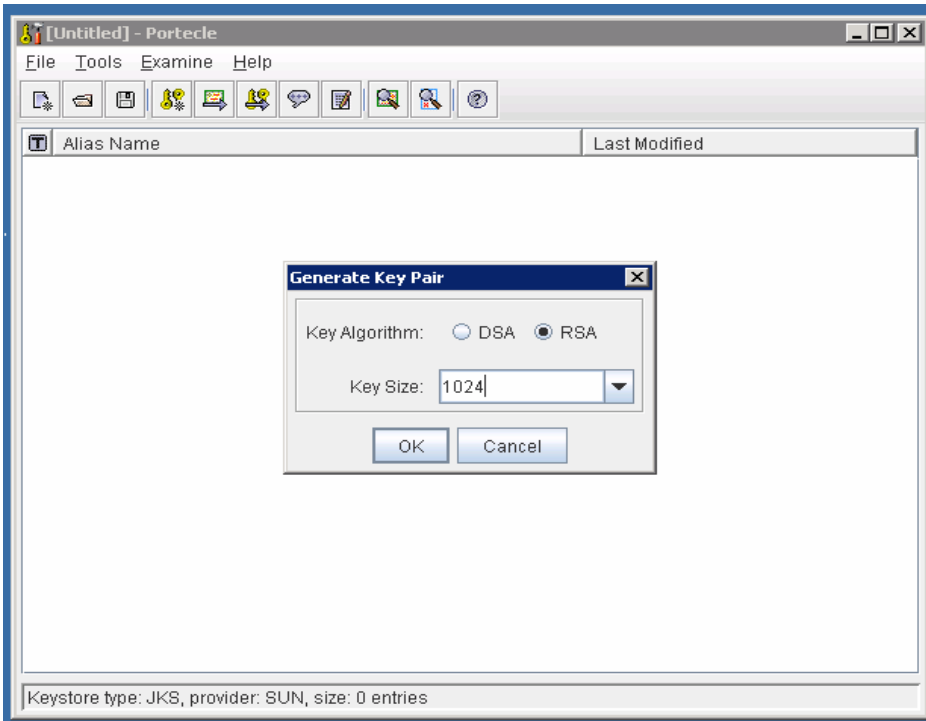 [Untitled] - Portecle
File Tools Examine Help
T Alias Name Last Modified
Generate Key Pair
Key Algorithm: DSA RSA
Key Size: 1024
OK Cancel
Keystore type: JKS, provider: SUN, size: 0 entries